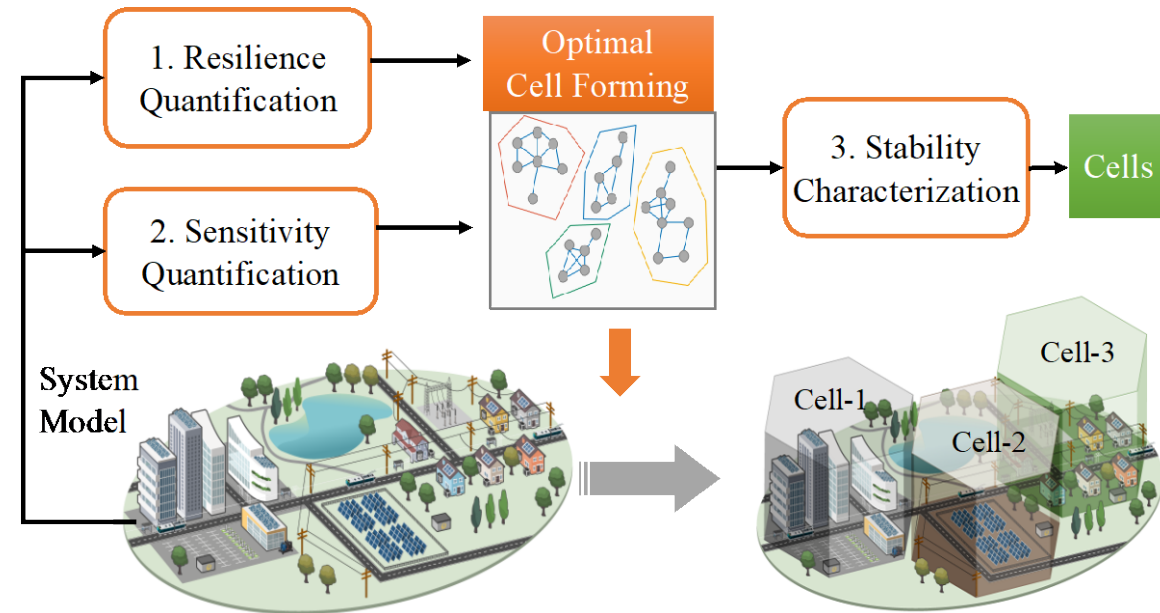 1. Resilience
Quantification
Optimal
Cell Forming
2. Sensitivity
Quantification
3. Stability
Characterization
Cells
System
Model
Cell-1
Cell-2
Cell-3